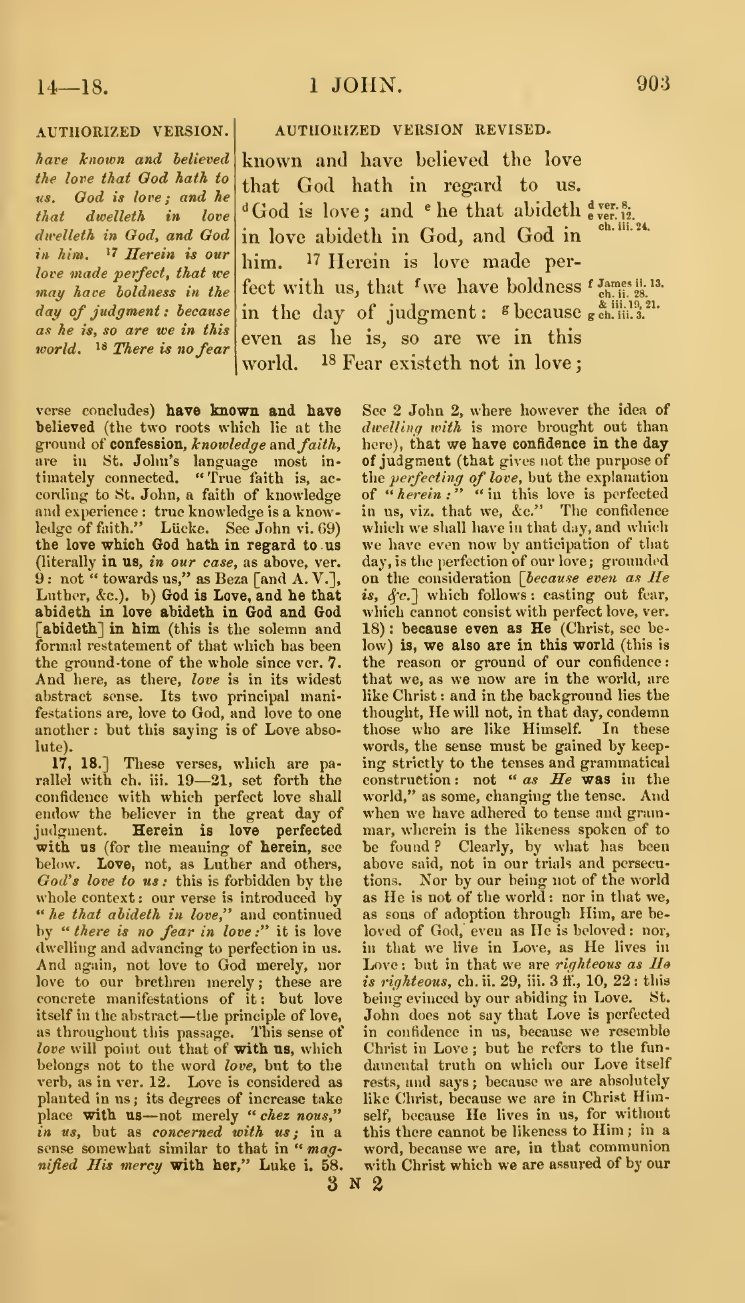 14—18.
1 JOHN.
903
AUTHORIZED VERSION.
have known and believed
the love that God hath to
us. God is love; and he
that dwelleth in love
dwelleth in God, and God
in him. 17 Herein is our
love made perfect, that we
may have boldness in the
day of judgment: because
as he is, so are we in this
world. 18 There is no fear
AUTHORIZED VERSION REVISED.
known and have believed the love
that God hath in regard to us.
d God is love; and e he that abideth
in love abideth in God, and God in
him. 17 Herein is love made per-
fect with us, that f we have boldness
in the day of judgment: g because
even as he is, so are we in this
world. 18 Fear existeth not in love;
d ver. 8.
e ver. 12.
ch. iii. 24.
f James ii. 13.
ch. ii. 28.
& iii. 19, 21.
g ch. iii. 3.
verse concludes) have known and have
believed (the two roots which lie at the
ground of confession, knowledge and faith,
are in St. John's language most in-
timately connected. "True faith is, ac-
cording to St. John, a faith of knowledge
and experience: true knowledge is a know-
ledge of faith." Lücke. See John vi. 69)
the love which God hath in regard to us
(literally in us, in our case, as above, ver.
9: not "towards us," as Beza [and A. V.],
Luther, &c.). b) God is Love, and he that
abideth in love abideth in God and God
[abideth] in him (this is the solemn and
formal restatement of that which has been
the ground-tone of the whole since ver. 7.
And here, as there, love is in its widest
abstract sense. Its two principal mani-
festations are, love to God, and love to one
another: but this saying is of Love abso-
lute).
17, 18.] These verses, which are pa-
rallel with ch. iii. 19—21, set forth the
confidence with which perfect love shall
endow the believer in the great day of
judgment. Herein is love perfected
with us (for the meaning of herein, see
below. Love, not, as Luther and others,
God's love to us: this is forbidden by the
whole context: our verse is introduced by
"he that abideth in love," and continued
by "there is no fear in love:" it is love
dwelling and advancing to perfection in us.
And again, not love to God merely, nor
love to our brethren merely; these are
concrete manifestations of it: but love
itself in the abstract—the principle of love,
as throughout this passage. This sense of
love will point out that of with us, which
belongs not to the word love, but to the
verb, as in ver. 12. Love is considered as
planted in us; its degrees of increase take
place with us—not merely "chez nous,"
in us, but as concerned with us; in a
sense somewhat similar to that in "mag-
nified His mercy with her," Luke i. 58.
See 2 John 2, where however the idea of
dwelling with is more brought out than
here), that we have confidence in the day
of judgment (that gives not the purpose of
the perfecting of love, but the explanation
of "herein:" "in this love is perfected
in us, viz. that we, &c." The confidence
which we shall have in that day, and which
we have even now by anticipation of that
day, is the perfection of our love; grounded
on the consideration [because even as He
is, &c.] which follows: casting out fear,
which cannot consist with perfect love, ver.
18): because even as He (Christ, see be-
low) is, we also are in this world (this is
the reason or ground of our confidence:
that we, as we now are in the world, are
like Christ: and in the background lies the
thought, He will not, in that day, condemn
those who are like Himself. In these
words, the sense must be gained by keep-
ing strictly to the tenses and grammatical
construction: not "as He was in the
world," as some, changing the tense. And
when we have adhered to tense and gram-
mar, wherein is the likeness spoken of to
be found? Clearly, by what has been
above said, not in our trials and persecu-
tions. Nor by our being not of the world
as He is not of the world: nor in that we,
as sons of adoption through Him, are be-
loved of God, even as He is beloved: nor,
in that we live in Love, as He lives in
Love: but in that we are righteous as He
is righteous, ch. ii. 29, iii. 3 ff., 10, 22: this
being evinced by our abiding in Love. St.
John does not say that Love is perfected
in confidence in us, because we resemble
Christ in Love; but he refers to the fun-
damental truth on which our Love itself
rests, and says; because we are absolutely
like Christ, because we are in Christ Him-
self, because He lives in us, for without
this there cannot be likeness to Him; in a
word, because we are, in that communion
with Christ which we are assured of by our
3 N 2